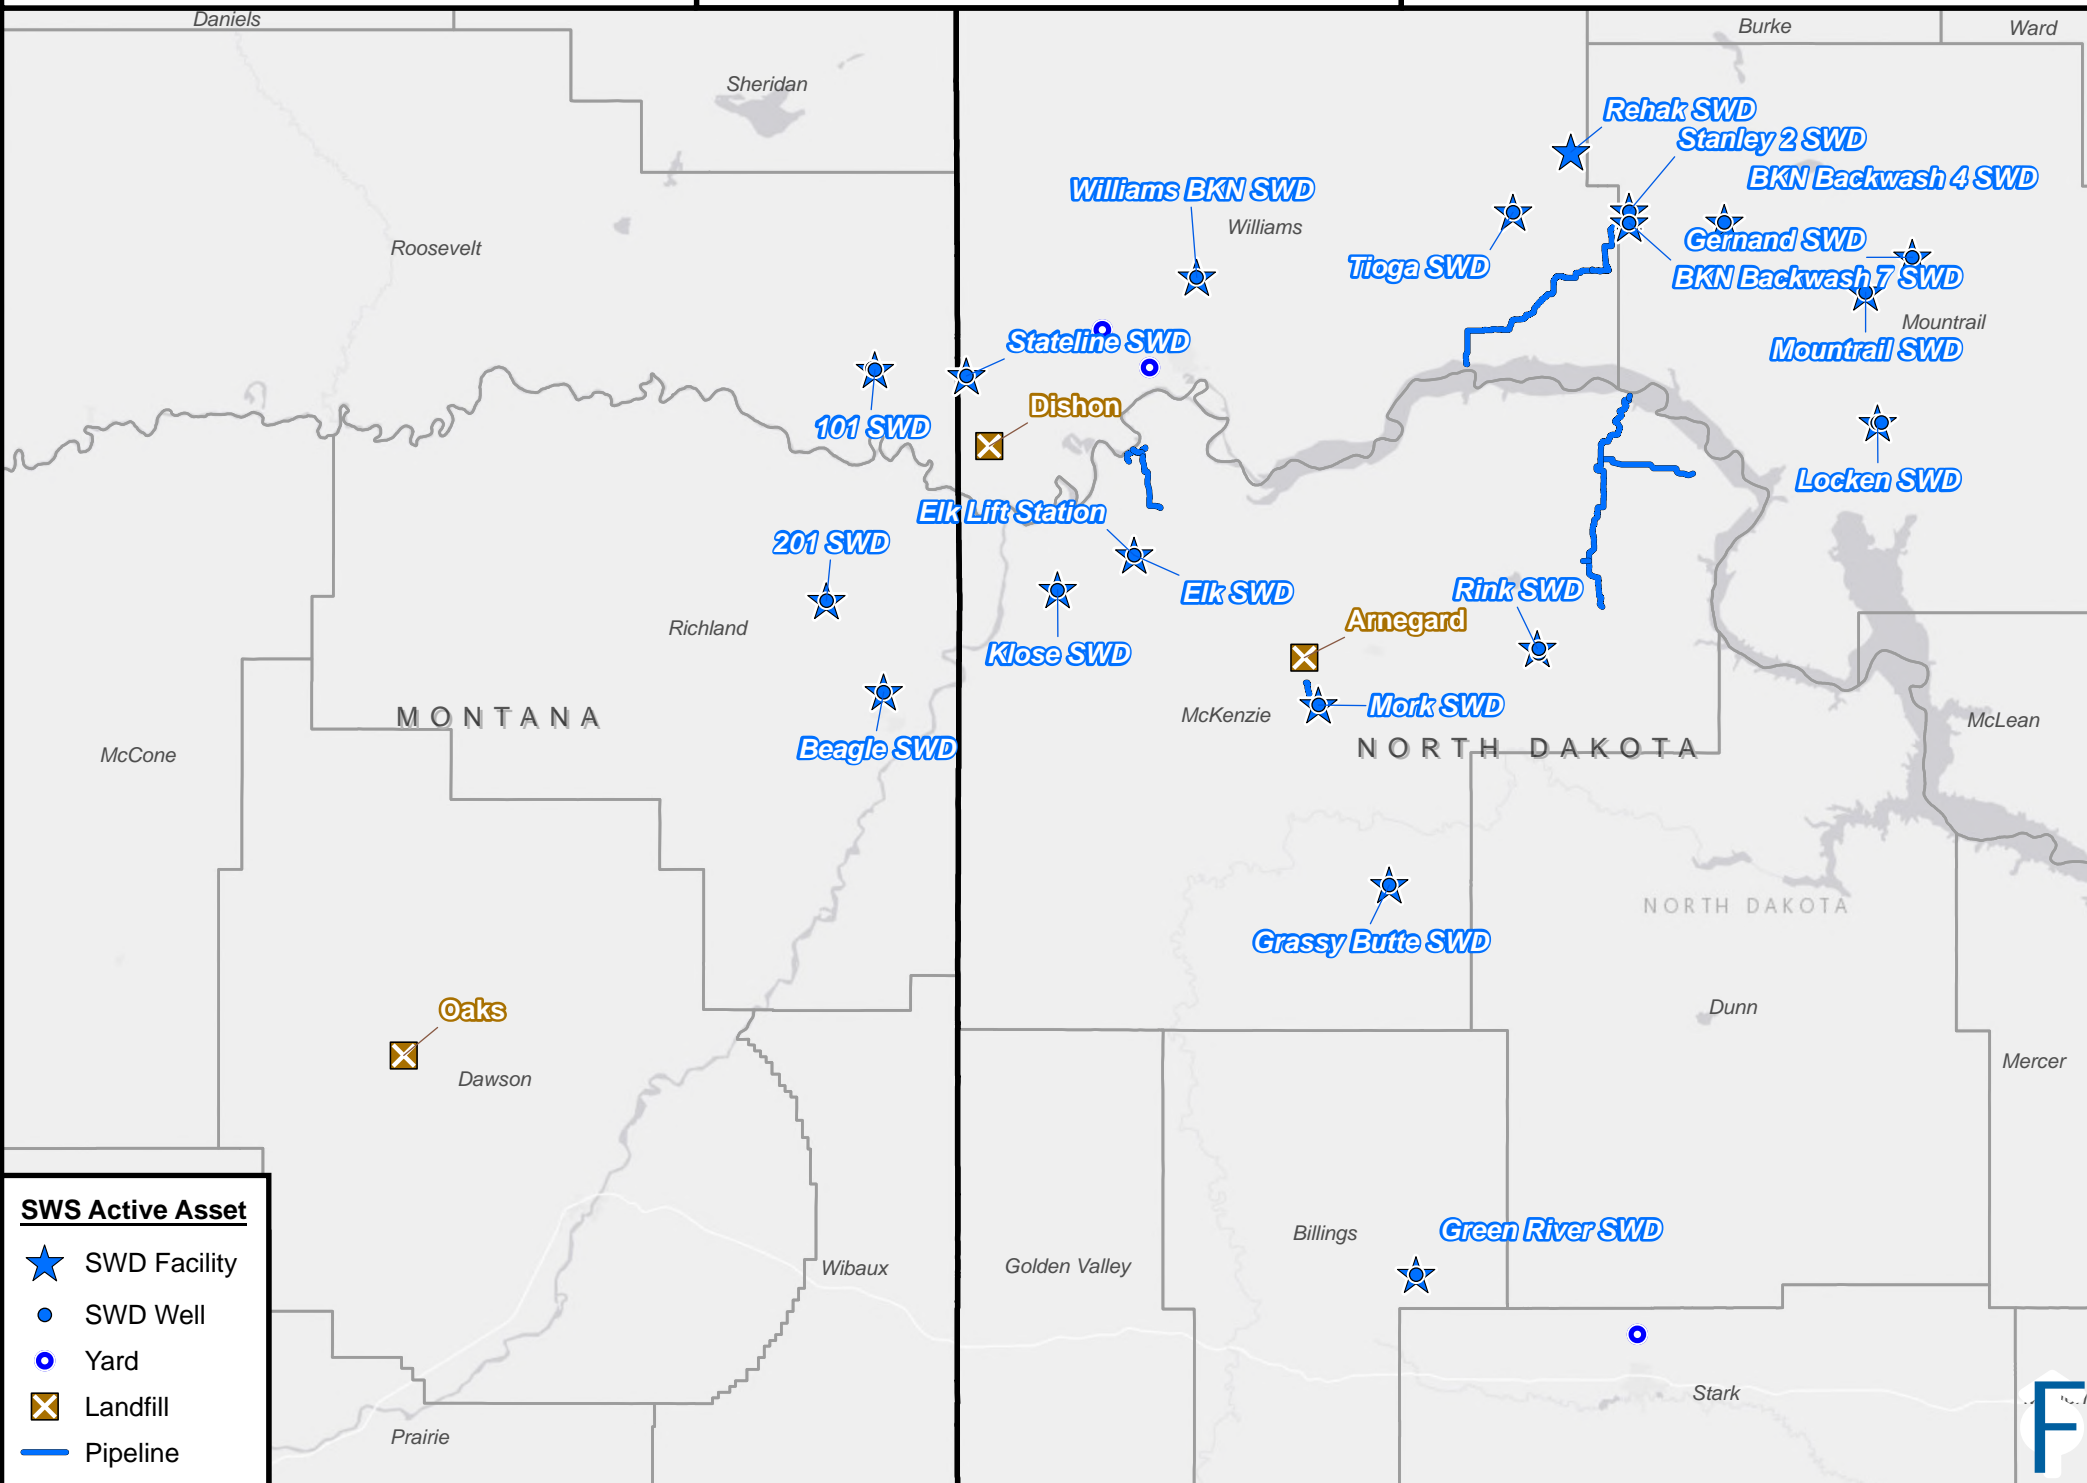 Daniels
Burke
Ward
Sheridan
Rehak SWD
Stanley 2 SWD
BKN Backwash 4 SWD
Williams BKN SWD
Williams
Roosevelt
Gernand SWD
Tioga SWD
BKN Backwash 7 SWD
Mountrail
Stateline SWD
Mountrail SWD
Dishon
101 SWD
Locken SWD
Elk Lift Station
201 SWD
Elk SWD
Rink SWD
Arnegard
Richland
Klose SWD
Mork SWD
McKenzie
MONTANA
McLean
NORTH DAKOTA
Beagle SWD
McCone
NORTH DAKOTA
Grassy Butte SWD
Oaks
Dunn
Mercer
Dawson
Green River SWD
Billings
Golden Valley
Wibaux
Stark
Prairie
SWS Active Asset
SWD Facility
SWD Well
Yard
Landfill
Pipeline
F